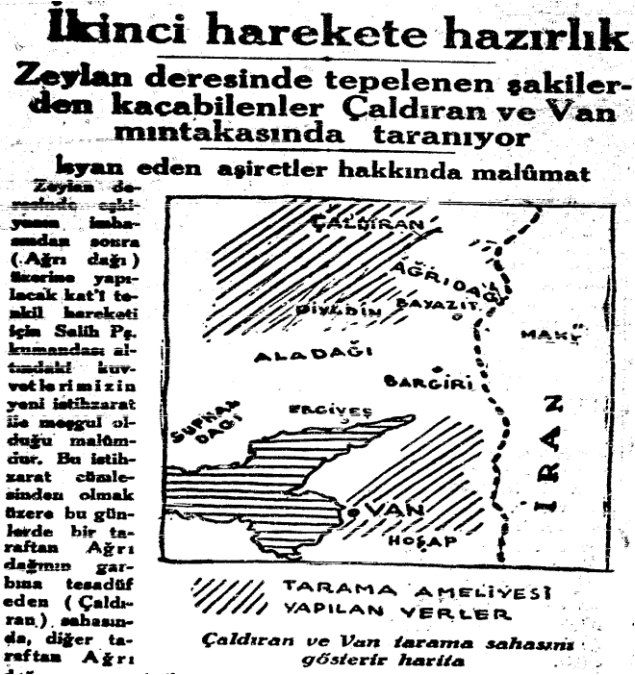 İkinci harekete hazırlık
Zeylan deresinde tepelenen şakiler-
den kacabilenler Çaldıran ve Van
mıntakasında taranıyor
İsyan eden aşiretler hakkında malûmat
Zeylan de-
resinde eşki-
yanın imha-
sından sonra
(Ağrı dağı)
üzerine yapı-
lacak kat'î te-
nkil harekâti
için Salih Pş.
kumandası al-
tındaki kuv-
vetlerimizin
yeni istihzarat
ile meşgul ol-
duğu malûm-
dur. Bu istih-
zarat cümle-
sinden olmak
üzere bu gün-
lerde bir ta-
raftan Ağrı
dağının gar-
bına tesadüf
eden (Çaldı-
ran) sahasın-
da, diğer ta-
raftan Ağrı
ÇALDIRAN
AĞRIDAĞ
DİYADİN
BAYAZIT
MAKÛ
ALADAĞI
BARGİRİ
SUPHAN
DAĞI
ERCİYEŞ
İRAN
VAN
HOŞAP
TARAMA AMELİYESİ
YAPILAN YERLER
Çaldıran ve Van tarama sahasını
gösterir harita